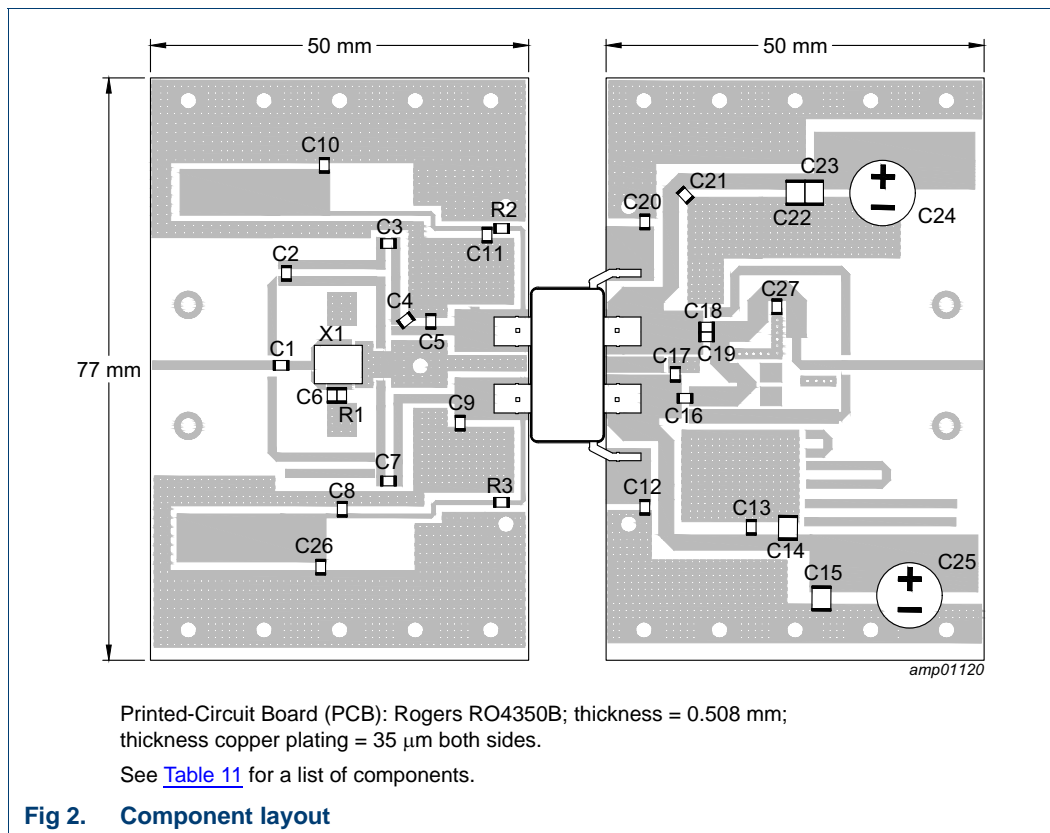 50 mm
50 mm
77 mm
C10
C3
R2
C11
C2
C4
C5
X1
C1
C6
R1
C9
C7
C8
R3
C26
C23
C21
C20
C22
+
–
C24
C27
C18
C19
C17
C16
C12
C13
C14
C15
+
–
C25
amp01120
Printed-Circuit Board (PCB): Rogers RO4350B; thickness = 0.508 mm;
thickness copper plating = 35 μm both sides.
See Table 11 for a list of components.
Fig 2. Component layout